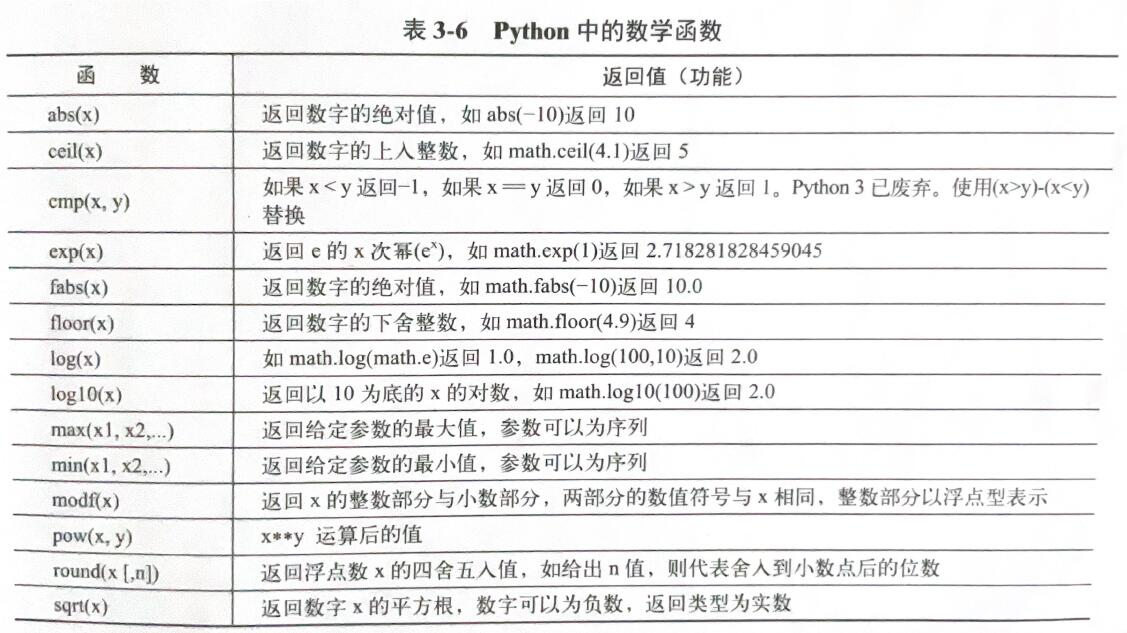 表 3-6 Python 中的数学函数
函 数 返回值（功能）
abs(x) 返回数字的绝对值，如 abs(−10)返回 10
ceil(x) 返回数字的上入整数，如 math.ceil(4.1)返回 5
cmp(x, y) 如果 x < y 返回−1，如果 x == y 返回 0，如果 x > y 返回 1。Python 3 已废弃。使用(x>y)-(x<y)
替换
exp(x) 返回 e 的 x 次幂(eˣ)，如 math.exp(1)返回 2.718281828459045
fabs(x) 返回数字的绝对值，如 math.fabs(−10)返回 10.0
floor(x) 返回数字的下舍整数，如 math.floor(4.9)返回 4
log(x) 如 math.log(math.e)返回 1.0，math.log(100,10)返回 2.0
log10(x) 返回以 10 为底的 x 的对数，如 math.log10(100)返回 2.0
max(x1, x2,...) 返回给定参数的最大值，参数可以为序列
min(x1, x2,...) 返回给定参数的最小值，参数可以为序列
modf(x) 返回 x 的整数部分与小数部分，两部分的数值符号与 x 相同，整数部分以浮点型表示
pow(x, y) x**y 运算后的值
round(x [,n]) 返回浮点数 x 的四舍五入值，如给出 n 值，则代表舍入到小数点后的位数
sqrt(x) 返回数字 x 的平方根，数字可以为负数，返回类型为实数